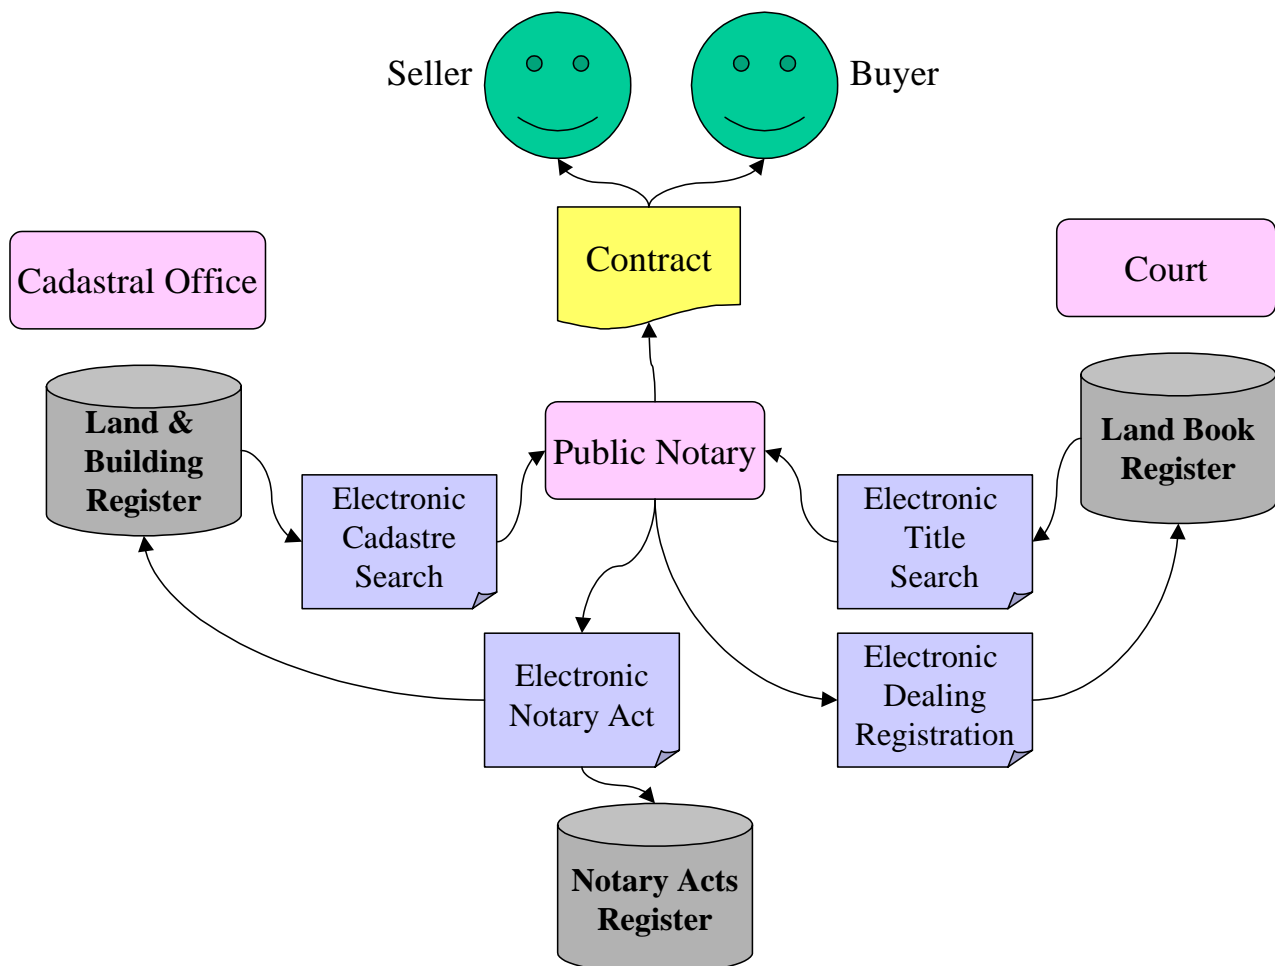 Seller
Buyer
Contract
Cadastral Office
Court
Land &
Building
Register
Public Notary
Land Book
Register
Electronic
Cadastre
Search
Electronic
Title
Search
Electronic
Notary Act
Electronic
Dealing
Registration
Notary Acts
Register